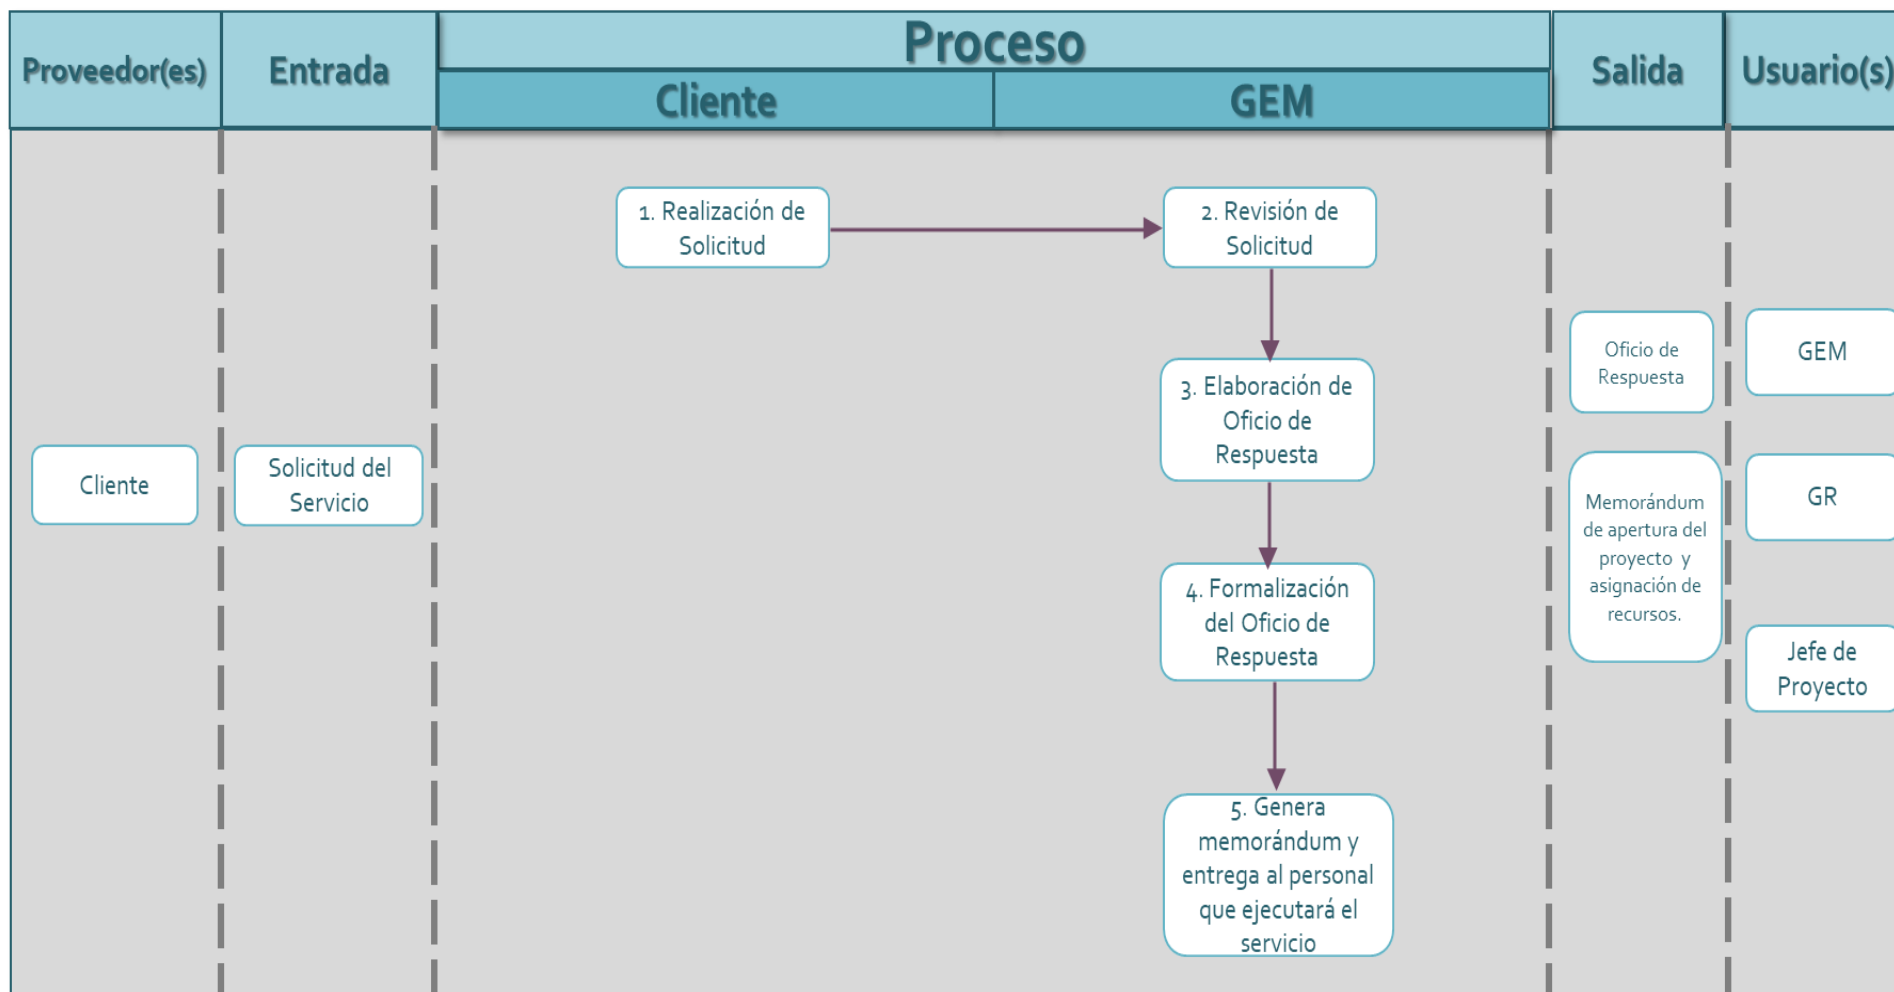 Proveedor(es)
Entrada
Proceso
Cliente
GEM
Salida
Usuario(s)
Cliente
Solicitud del
Servicio
1. Realización de
Solicitud
2. Revisión de
Solicitud
3. Elaboración de
Oficio de
Respuesta
4. Formalización
del Oficio de
Respuesta
5. Genera
memorándum y
entrega al personal
que ejecutará el
servicio
Oficio de
Respuesta
Memorándum
de apertura del
proyecto y
asignación de
recursos.
GEM
GR
Jefe de
Proyecto